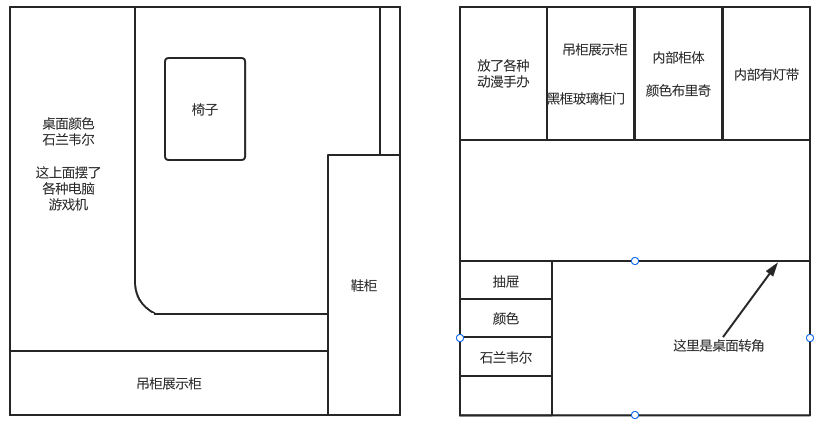 桌面颜色
石兰韦尔
这上面摆了
各种电脑
游戏机
椅子
鞋柜
吊柜展示柜
放了各种
动漫手办
吊柜展示柜
黑框玻璃柜门
内部柜体
颜色布里奇
内部有灯带
抽屉
颜色
石兰韦尔
这里是桌面转角